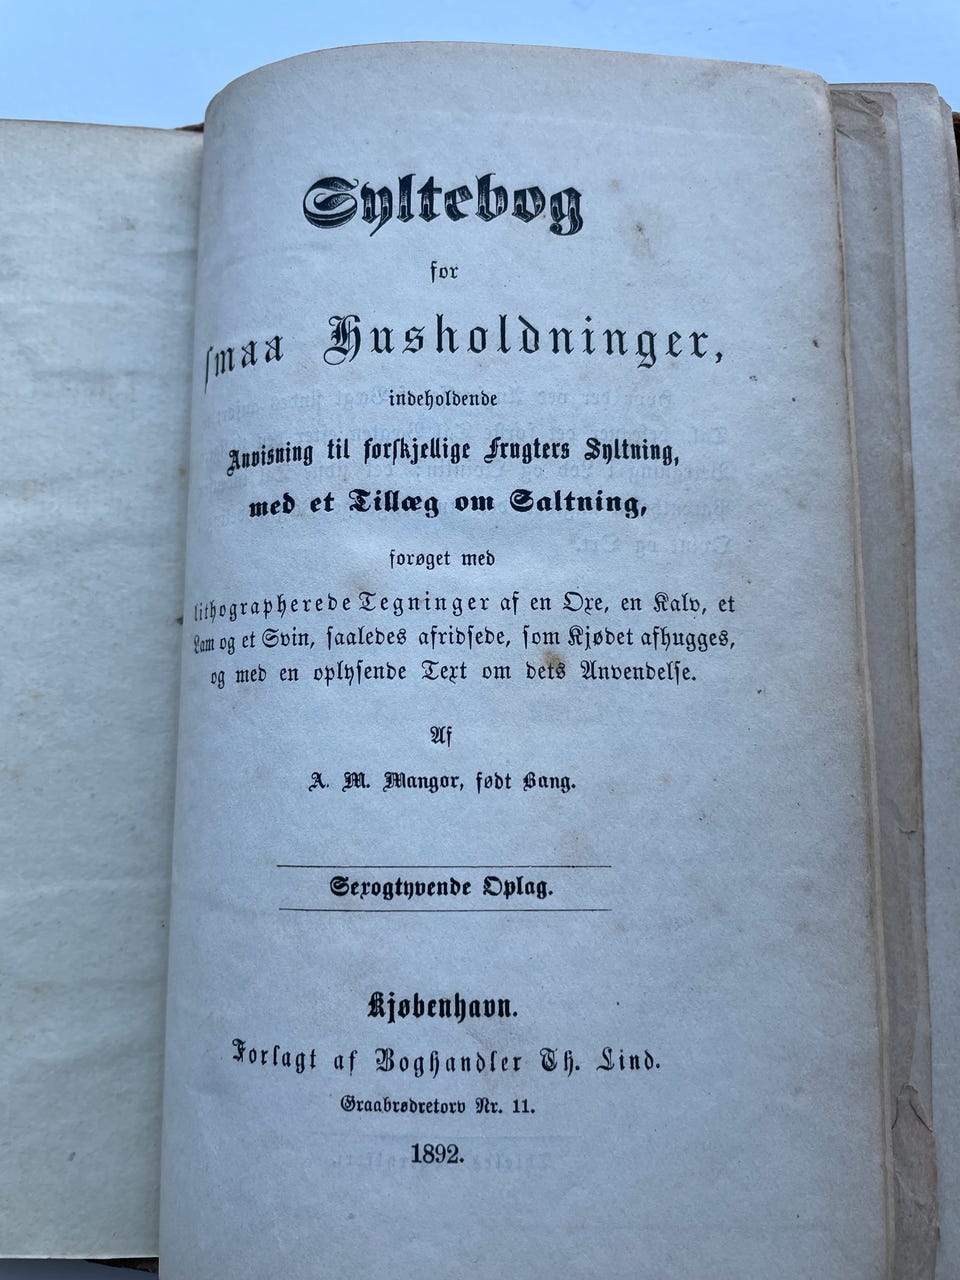 Syltebog
for
smaa Husholdninger,
indeholdende
Anvisning til forskjellige Frugters Syltning,
med et Tillæg om Saltning,
forøget med
lithographerede Tegninger af en Oxe, en Kalv, et
Lam og et Svin, saaledes afridsede, som Kjødet afhugges,
og med en oplysende Text om dets Anvendelse.
Af
A. M. Mangor, født Bang.
Sexogtyvende Oplag.
Kjøbenhavn.
Forlagt af Boghandler Th. Lind.
Graabrødretorv Nr. 11.
1892.